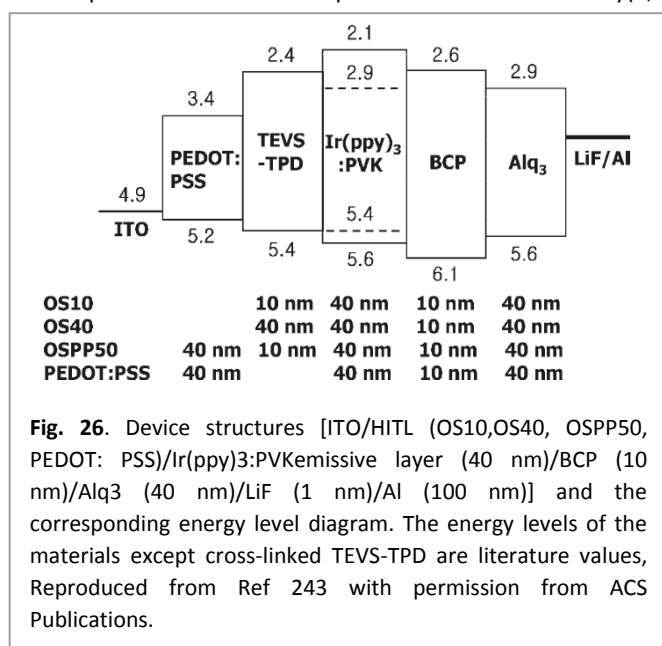 2.1
2.4 2.6
2.9 2.9
3.4
TEVS Ir(ppy)3
PEDOT: -TPD :PVK BCP Alq3 LiF/Al
PSS
4.9
ITO
5.2 5.4 5.4 5.6
5.6
6.1
OS10 10 nm 40 nm 10 nm 40 nm
OS40 40 nm 40 nm 10 nm 40 nm
OSPP50 40 nm 10 nm 40 nm 10 nm 40 nm
PEDOT:PSS 40 nm 40 nm 10 nm 40 nm
Fig. 26. Device structures [ITO/HITL (OS10,OS40, OSPP50,
PEDOT: PSS)/Ir(ppy)3:PVKemissive layer (40 nm)/BCP (10
nm)/Alq3 (40 nm)/LiF (1 nm)/Al (100 nm)] and the
corresponding energy level diagram. The energy levels of the
materials except cross-linked TEVS-TPD are literature values,
Reproduced from Ref 243 with permission from ACS
Publications.